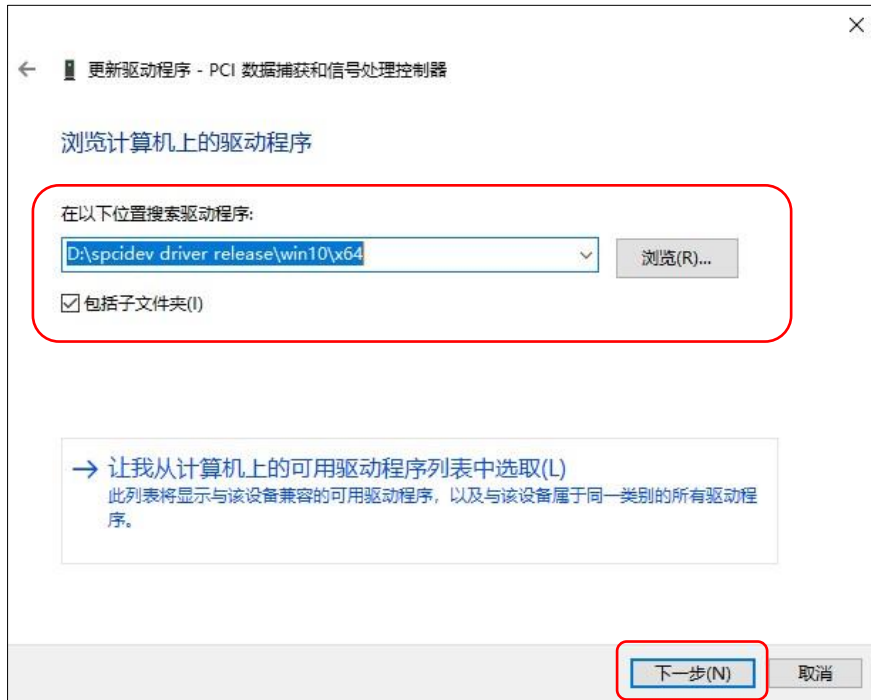 更新驱动程序 - PCI 数据捕获和信号处理控制器
浏览计算机上的驱动程序
在以下位置搜索驱动程序:
D:\spcidev driver release\win10\x64
浏览(R)...
包括子文件夹(I)
让我从计算机上的可用驱动程序列表中选取(L)
此列表将显示与该设备兼容的可用驱动程序，以及与该设备属于同一类别的所有驱动程
序。
下一步(N)
取消